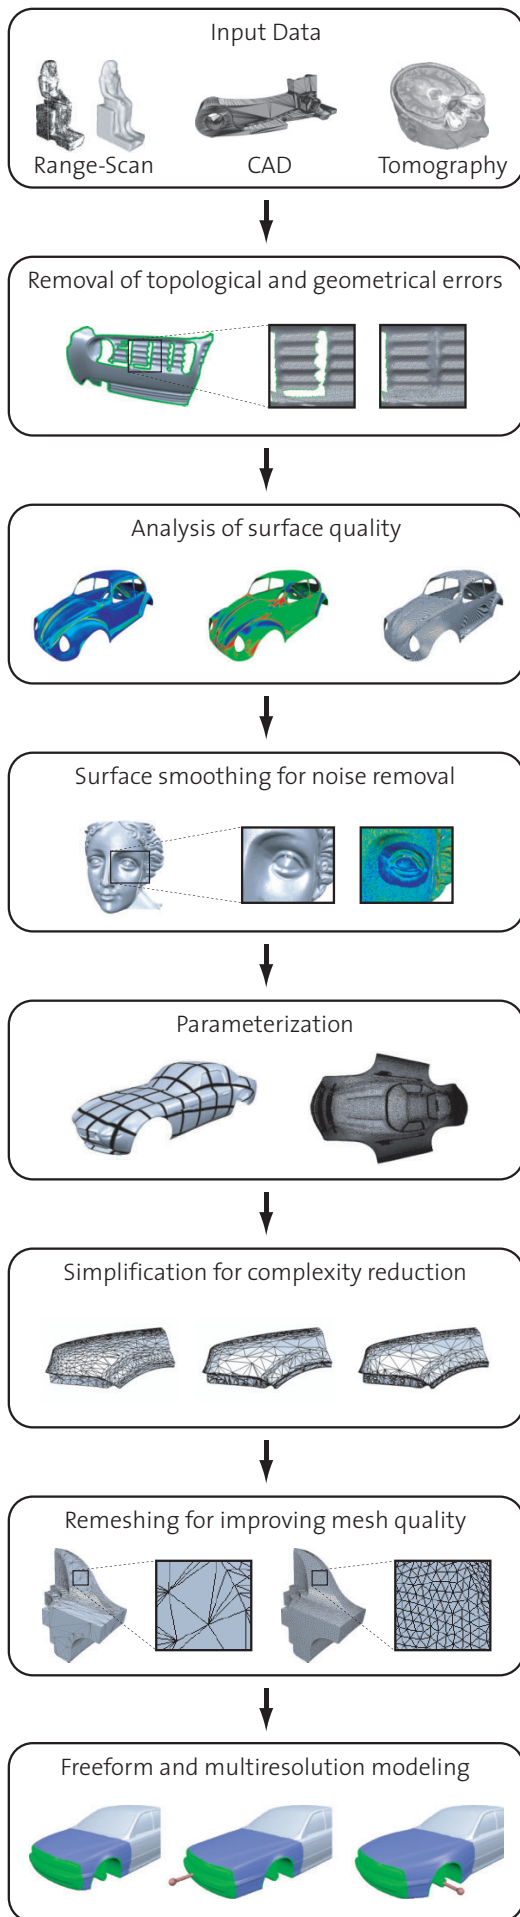 Input Data
Range-Scan CAD Tomography
Removal of topological and geometrical errors
Analysis of surface quality
Surface smoothing for noise removal
Parameterization
Simplification for complexity reduction
Remeshing for improving mesh quality
Freeform and multiresolution modeling